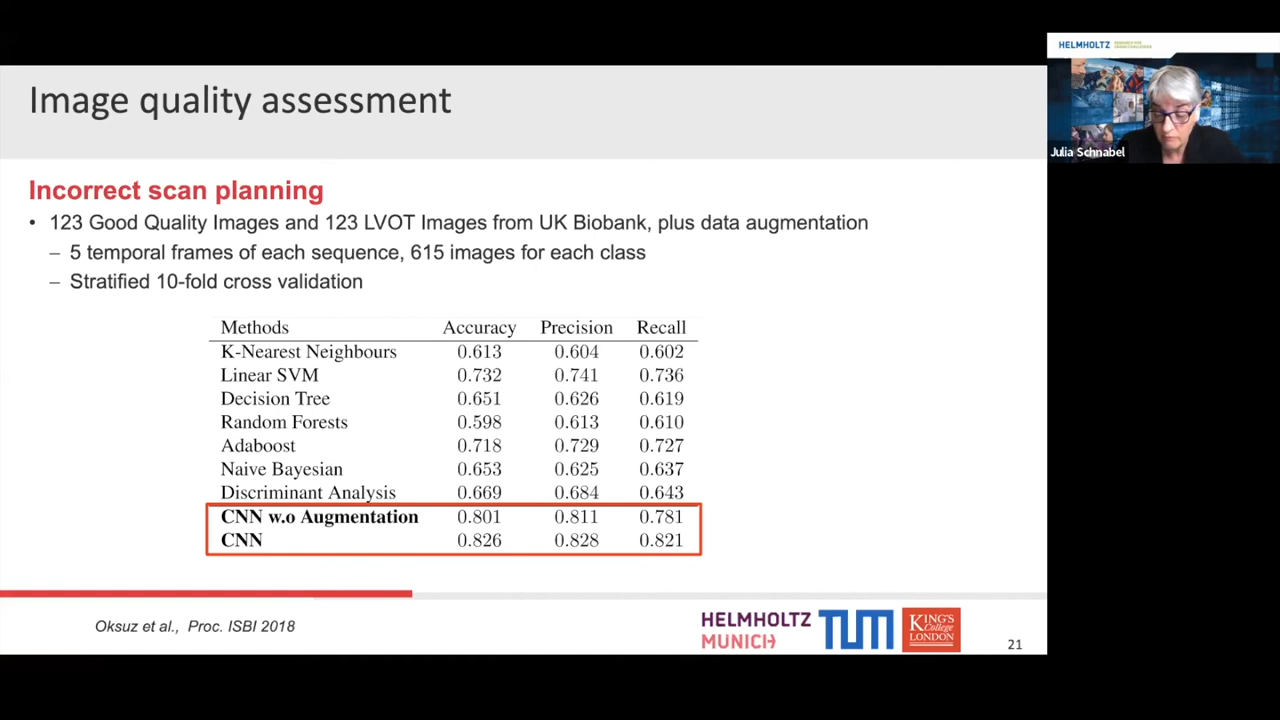 Image quality assessment
HELMHOLTZ
Julia Schnabel
Incorrect scan planning
• 123 Good Quality Images and 123 LVOT Images from UK Biobank, plus data augmentation
– 5 temporal frames of each sequence, 615 images for each class
– Stratified 10-fold cross validation
Methods Accuracy Precision Recall
K-Nearest Neighbours 0.613 0.604 0.602
Linear SVM 0.732 0.741 0.736
Decision Tree 0.651 0.626 0.619
Random Forests 0.598 0.613 0.610
Adaboost 0.718 0.729 0.727
Naive Bayesian 0.653 0.625 0.637
Discriminant Analysis 0.669 0.684 0.643
CNN w.o Augmentation 0.801 0.811 0.781
CNN 0.826 0.828 0.821
Oksuz et al., Proc. ISBI 2018
HELMHOLTZ
MUNICH
TUM
KING'S
College
LONDON
21